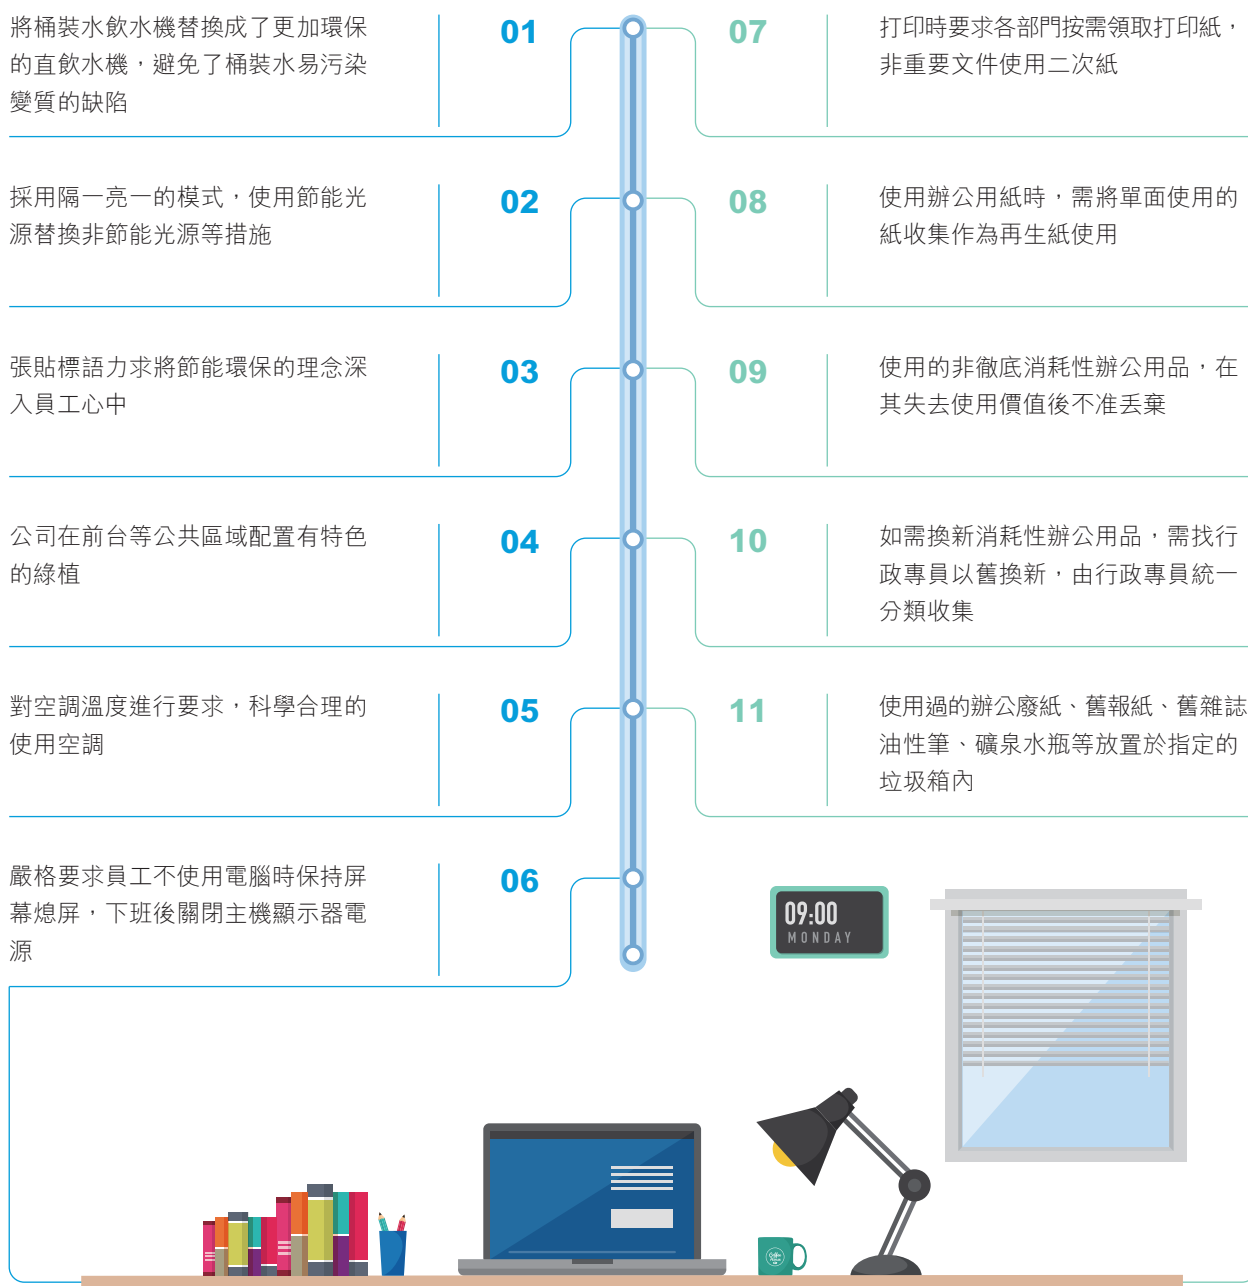 將桶裝水飲水機替換成了更加環保
的直飲水機，避免了桶裝水易污染
變質的缺陷
01
採用隔一亮一的模式，使用節能光
源替換非節能光源等措施
02
張貼標語力求將節能環保的理念深
入員工心中
03
公司在前台等公共區域配置有特色
的綠植
04
對空調溫度進行要求，科學合理的
使用空調
05
嚴格要求員工不使用電腦時保持屏
幕熄屏，下班後關閉主機顯示器電
源
06
07
打印時要求各部門按需領取打印紙，
非重要文件使用二次紙
08
使用辦公用紙時，需將單面使用的
紙收集作為再生紙使用
09
使用的非徹底消耗性辦公用品，在
其失去使用價值後不准丟棄
10
如需換新消耗性辦公用品，需找行
政專員以舊換新，由行政專員統一
分類收集
11
使用過的辦公廢紙、舊報紙、舊雜誌
油性筆、礦泉水瓶等放置於指定的
垃圾箱內
09:00
MONDAY